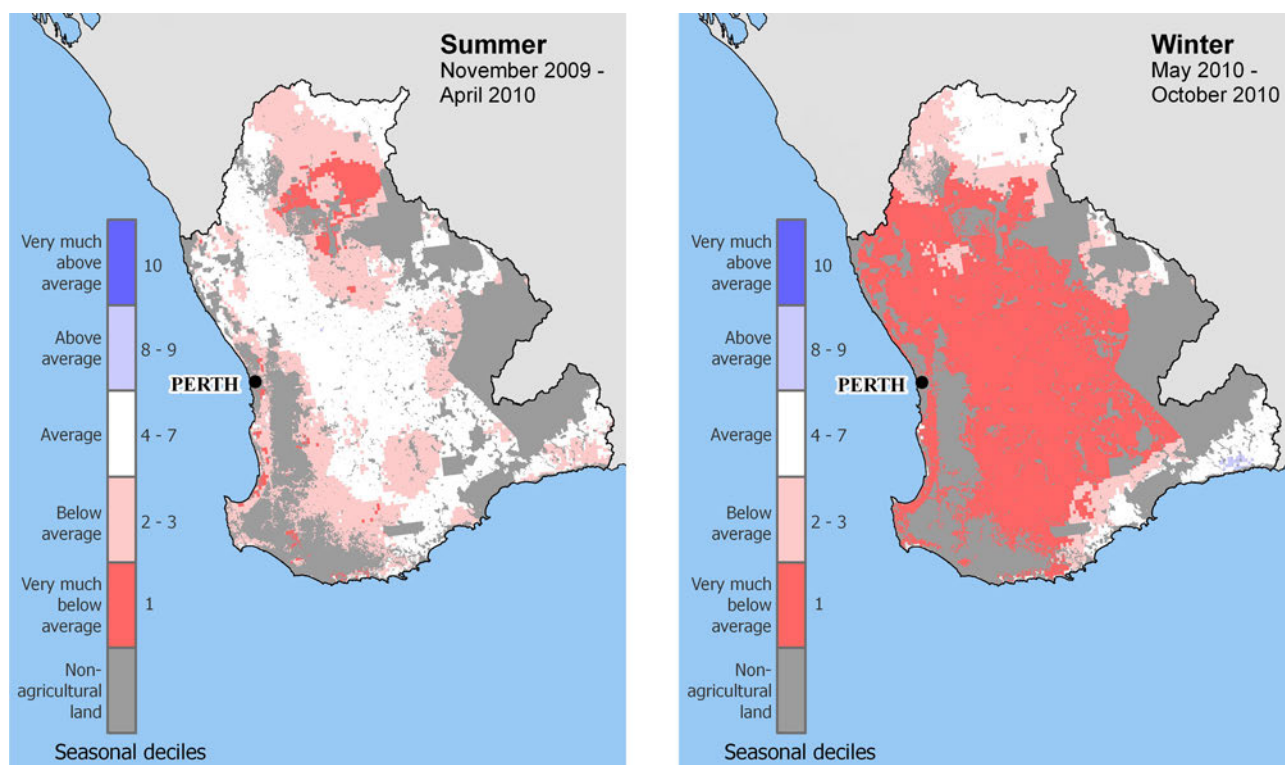 Summer
November 2009 -
April 2010
Very much
above
average
10
Above
average
8 - 9
PERTH
Average
4 - 7
Below
average
2 - 3
Very much
below
average
1
Non-
agricultural
land
Seasonal deciles
Winter
May 2010 -
October 2010
Very much
above
average
10
Above
average
8 - 9
PERTH
Average
4 - 7
Below
average
2 - 3
Very much
below
average
1
Non-
agricultural
land
Seasonal deciles